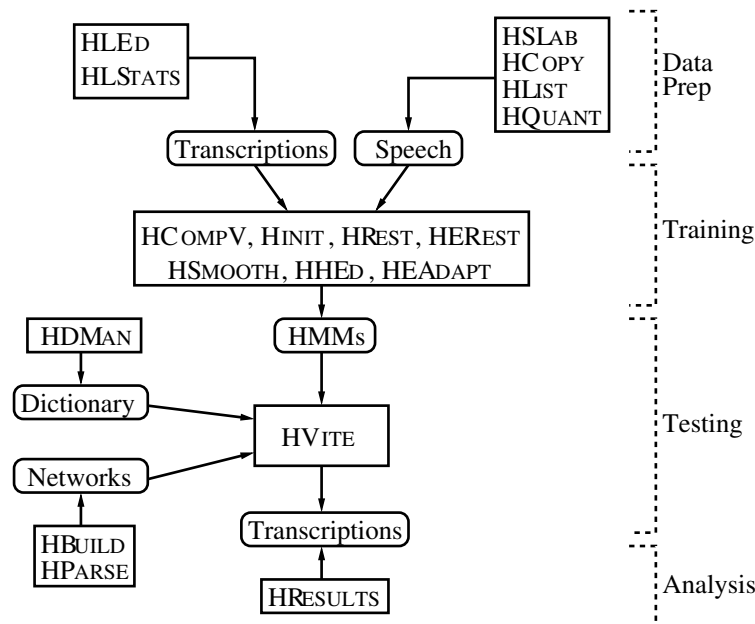 HLED
HLSTATS
HSLAB
HCOPY
HLIST
HQUANT
Data
Prep
Transcriptions
Speech
HCOMPV, HINIT, HREST, HEREST
HSMOOTH, HHED, HEADAPT
Training
HDMAN
HMMs
Dictionary
HVITE
Testing
Networks
HBUILD
HPARSE
Transcriptions
HRESULTS
Analysis